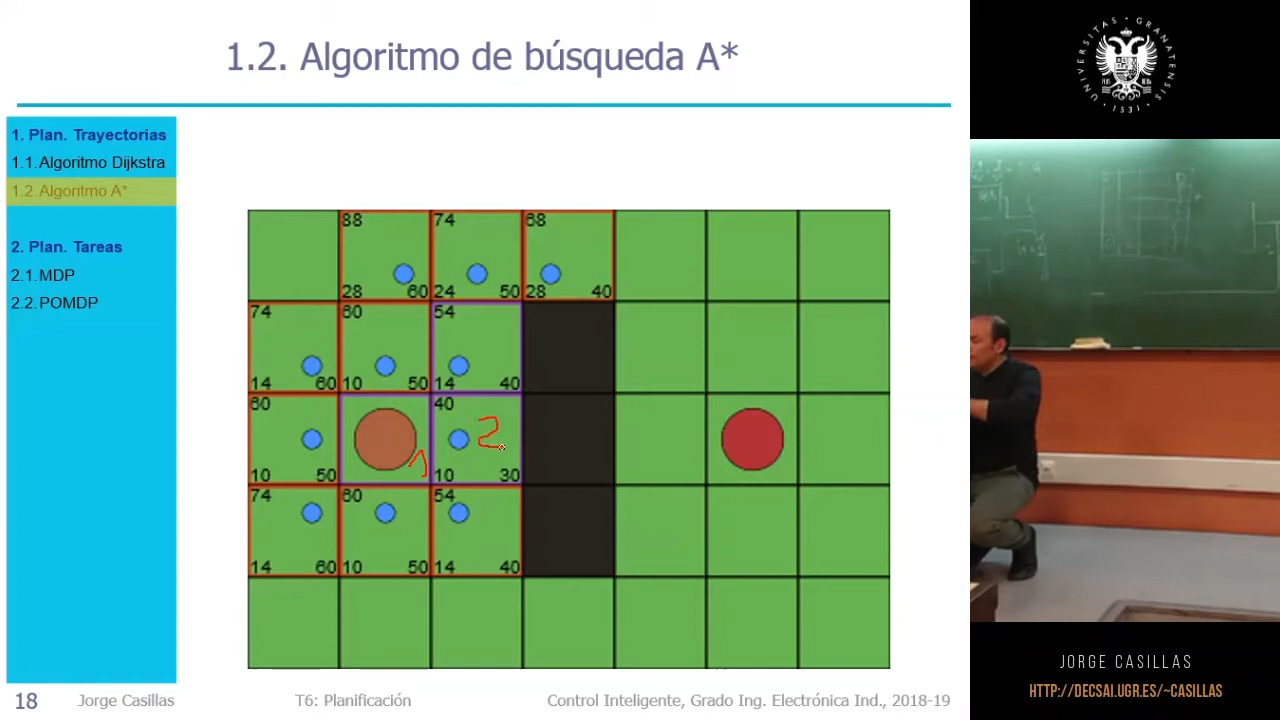 1.2. Algoritmo de búsqueda A*
1. Plan. Trayectorias
1.1. Algoritmo Dijkstra
1.2. Algoritmo A*
2. Plan. Tareas
2.1. MDP
2.2. POMDP
88 74 68
28 60 24 50 28 40
74 60 54
14 60 10 50 14 40
60 40
2
1
10 50 10 30
74 60 54
14 60 10 50 14 40
18 Jorge Casillas T6: Planificación Control Inteligente, Grado Ing. Electrónica Ind., 2018-19
UNIVERSITAS GRANATENSIS
1531
JORGE CASILLAS
HTTP://DECSAI.UGR.ES/~CASILLAS